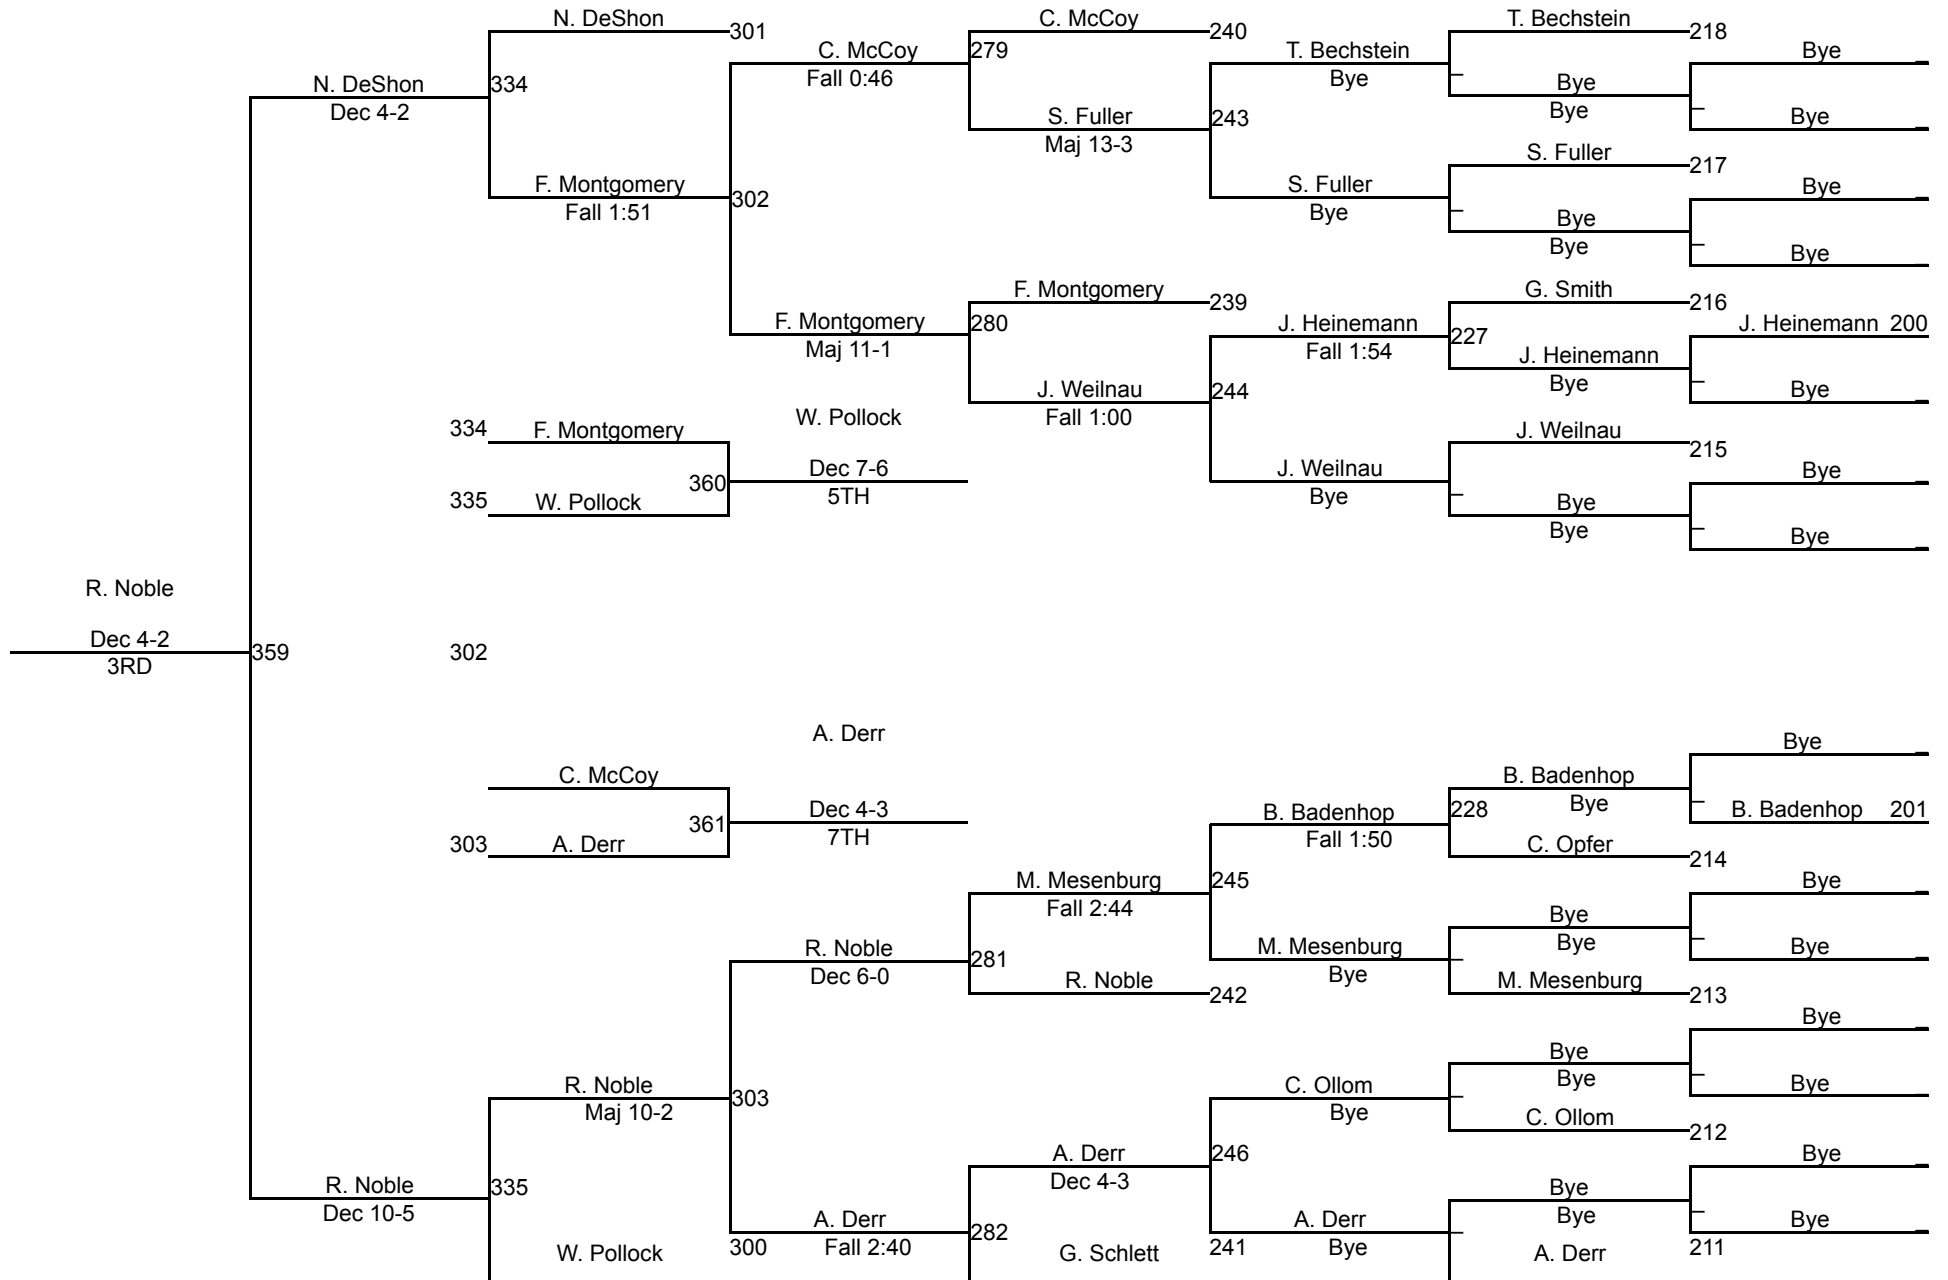 N. DeShon
C. McCoy
T. Bechstein
301
240
218
C. McCoy
279
T. Bechstein
Bye
N. DeShon
334
Fall 0:46
Bye
Bye
Dec 4-2
S. Fuller
243
Bye
Bye
Maj 13-3
S. Fuller
217
F. Montgomery
302
S. Fuller
Bye
Fall 1:51
Bye
Bye
Bye
Bye
F. Montgomery
239
G. Smith
216
F. Montgomery
280
J. Heinemann
227
J. Heinemann 200
Maj 11-1
Fall 1:54
J. Heinemann
Bye
J. Weilnau
244
Bye
W. Pollock
Fall 1:00
334
F. Montgomery
J. Weilnau
215
Dec 7-6
J. Weilnau
Bye
360
5TH
Bye
335
W. Pollock
Bye
Bye
Bye
R. Noble
Dec 4-2
359
302
3RD
A. Derr
Bye
C. McCoy
B. Badenhop
Bye
361
Dec 4-3
B. Badenhop
228
B. Badenhop 201
303
A. Derr
7TH
Fall 1:50
C. Opfer
214
M. Mesenburg
245
Bye
Fall 2:44
Bye
R. Noble
281
M. Mesenburg
Bye
Bye
Dec 6-0
Bye
R. Noble
242
M. Mesenburg
213
Bye
Bye
R. Noble
303
C. Ollom
Bye
Bye
Maj 10-2
Bye
C. Ollom
212
A. Derr
246
Bye
Dec 4-3
R. Noble
335
Bye
Dec 10-5
A. Derr
282
A. Derr
Bye
Bye
W. Pollock
300
Fall 2:40
G. Schlett
241
Bye
A. Derr
211